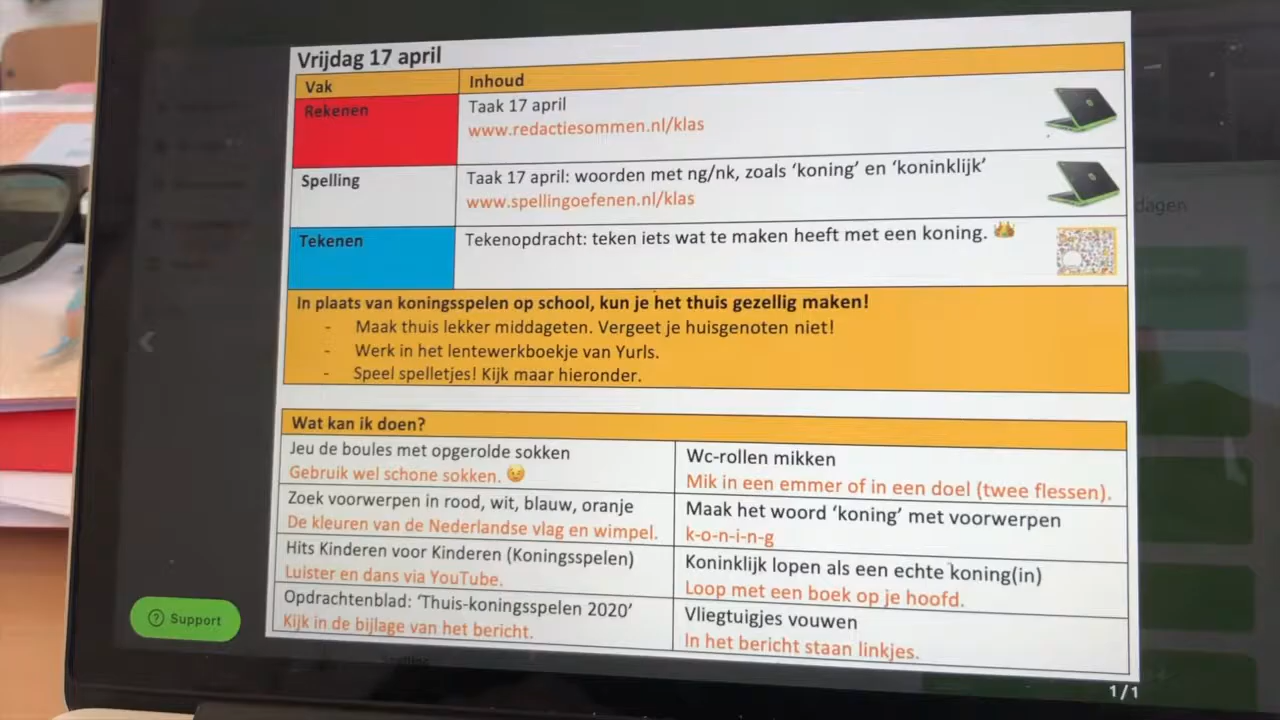 Vrijdag 17 april
Vak
Inhoud
Rekenen
Taak 17 april
www.redactiesommen.nl/klas
Spelling
Taak 17 april: woorden met ng/nk, zoals ‘koning’ en ‘koninklijk’
www.spellingoefenen.nl/klas
Tekenen
Tekenopdracht: teken iets wat te maken heeft met een koning.
In plaats van koningsspelen op school, kun je het thuis gezellig maken!
- Maak thuis lekker middageten. Vergeet je huisgenoten niet!
- Werk in het lentewerkboekje van Yurls.
- Speel spelletjes! Kijk maar hieronder.
Wat kan ik doen?
Jeu de boules met opgerolde sokken
Gebruik wel schone sokken. 😉
Wc-rollen mikken
Mik in een emmer of in een doel (twee flessen).
Zoek voorwerpen in rood, wit, blauw, oranje
De kleuren van de Nederlandse vlag en wimpel.
Maak het woord ‘koning’ met voorwerpen
k-o-n-i-n-g
Hits Kinderen voor Kinderen (Koningsspelen)
Luister en dans via YouTube.
Koninklijk lopen als een echte koning(in)
Loop met een boek op je hoofd.
Opdrachtenblad: ‘Thuis-koningsspelen 2020’
Kijk in de bijlage van het bericht.
Vliegtuigjes vouwen
In het bericht staan linkjes.
Support
dagen
Spelling
1/1